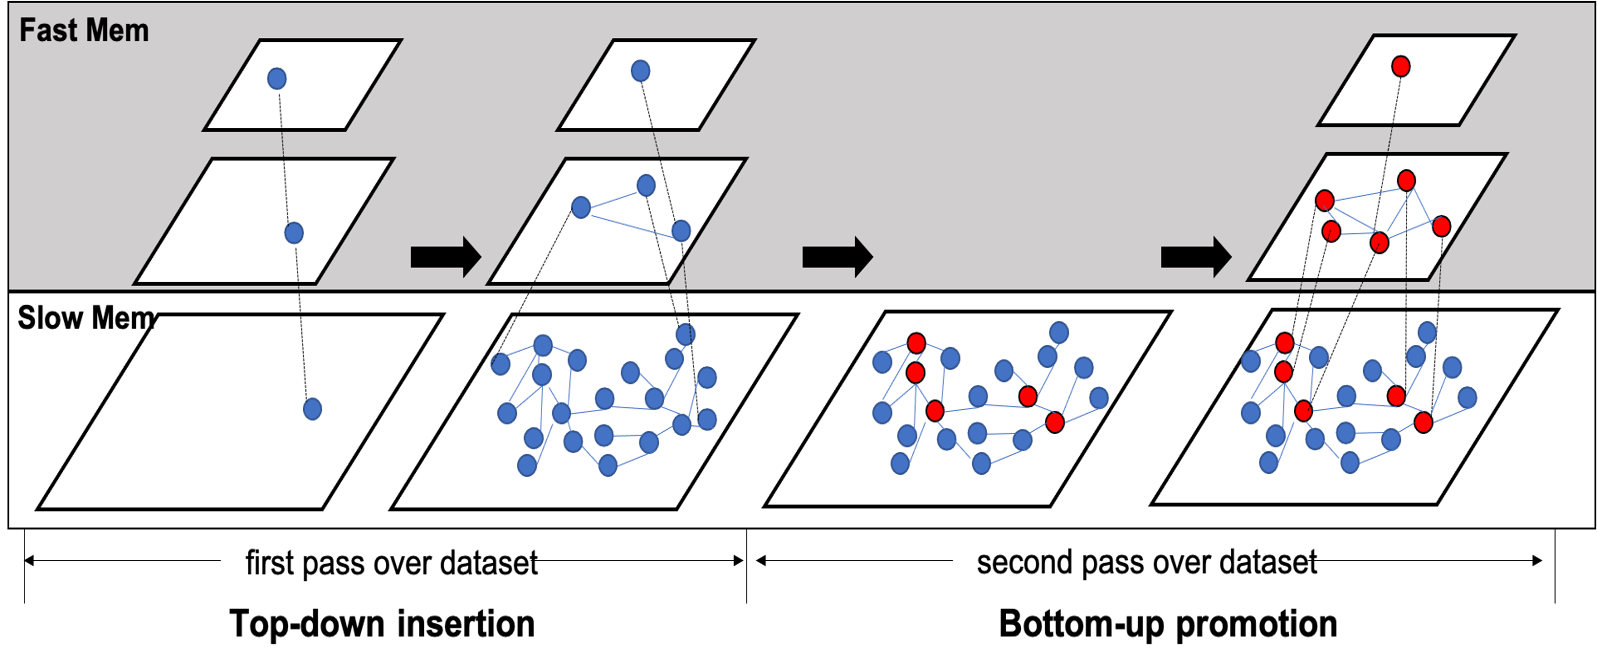 Fast Mem
Slow Mem
first pass over dataset
second pass over dataset
Top-down insertion
Bottom-up promotion